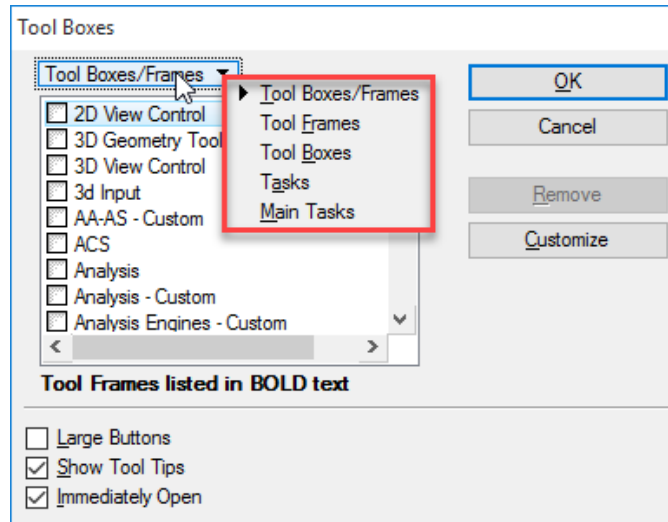 Tool Boxes
Tool Boxes/Frames
Tool Boxes/Frames
Tool Frames
Tool Boxes
Tasks
Main Tasks
2D View Control
3D Geometry Tool
3D View Control
3d Input
AA-AS - Custom
ACS
Analysis
Analysis - Custom
Analysis Engines - Custom
Tool Frames listed in BOLD text
Large Buttons
Show Tool Tips
Immediately Open
OK
Cancel
Remove
Customize